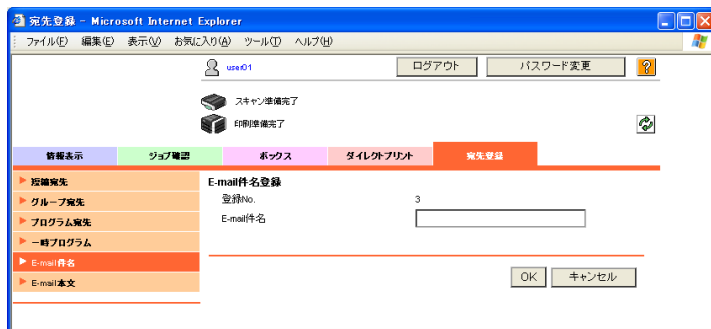 宛先登録 - Microsoft Internet Explorer
ファイル(F) 編集(E) 表示(V) お気に入り(A) ツール(T) ヘルプ(H)
user01 ログアウト パスワード変更 ?
スキャン準備完了
印刷準備完了
情報表示 ジョブ確認 ボックス ダイレクトプリント 宛先登録
短縮宛先
グループ宛先
プログラム宛先
一時プログラム
E-mail件名
E-mail本文
E-mail件名登録
登録No. 3
E-mail件名
OK キャンセル